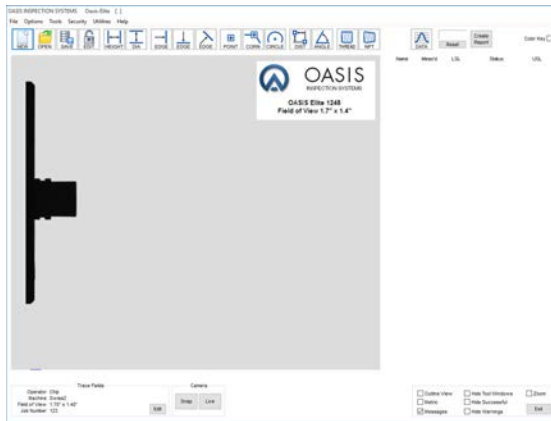 OASIS INSPECTION SYSTEMS Oasis Elite [ ]
File Options Tools Security Utilities Help
NEW OPEN SAVE EDIT HEIGHT DIA EDGE EDGE EDGE POINT CORN CIRCLE DIST ANGLE THREAD NPT DATA Reset Create Report Color Key
Name Meas'd LSL Status USL
OASIS
INSPECTION SYSTEMS
OASIS Elite 1248
Field of View 1.7" x 1.4"
Trace Fields
Operator Chip
Field of View 1.70" x 1.40"
Job Number 123
Edit
Camera
Snap Live
Outline View Hide Tool Windows Zoom
Metric Hide Successful
Messages Hide Warnings Exit